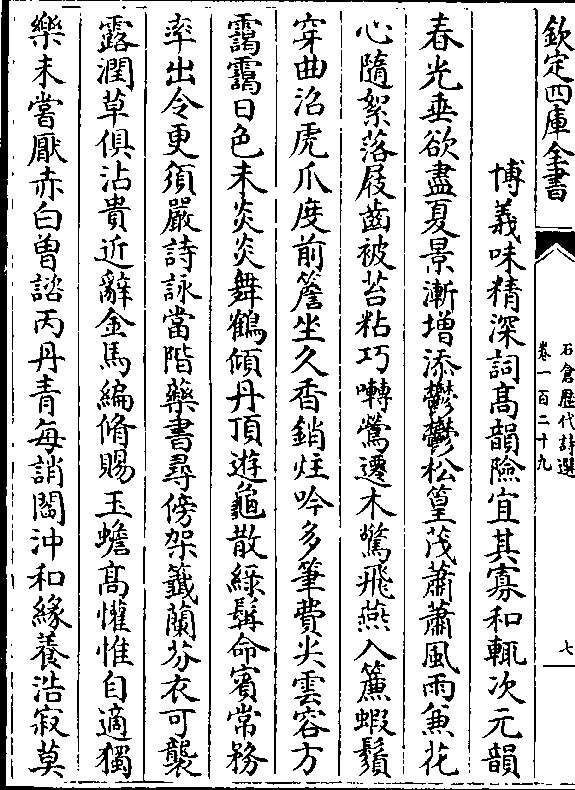 欽定四庫全書
石倉歷代詩選
卷一百二十九
七
博義味精深詞髙韻險宜其寡和輒次元韻
春光垂欲盡夏景漸增添鬱鬱松篁茂蕭蕭風雨兼花
心隨絮落屐齒被苔粘巧囀鶯遷木驚飛燕入簾蝦鬚
穿曲沼虎爪度前簷坐久香銷炷吟多筆費尖雲容方
靄靄日色未炎炎舞鶴傾丹頂遊龜散綠髯命賓常務
率出令更須嚴詩詠當階藥書尋傍架籖蘭芬衣可襲
露潤草俱沾貴近辭金馬編脩賜玉蟾髙懽惟自適獨
樂未嘗厭赤白曽諮丙丹青每誚閻沖和緣養浩寂莫